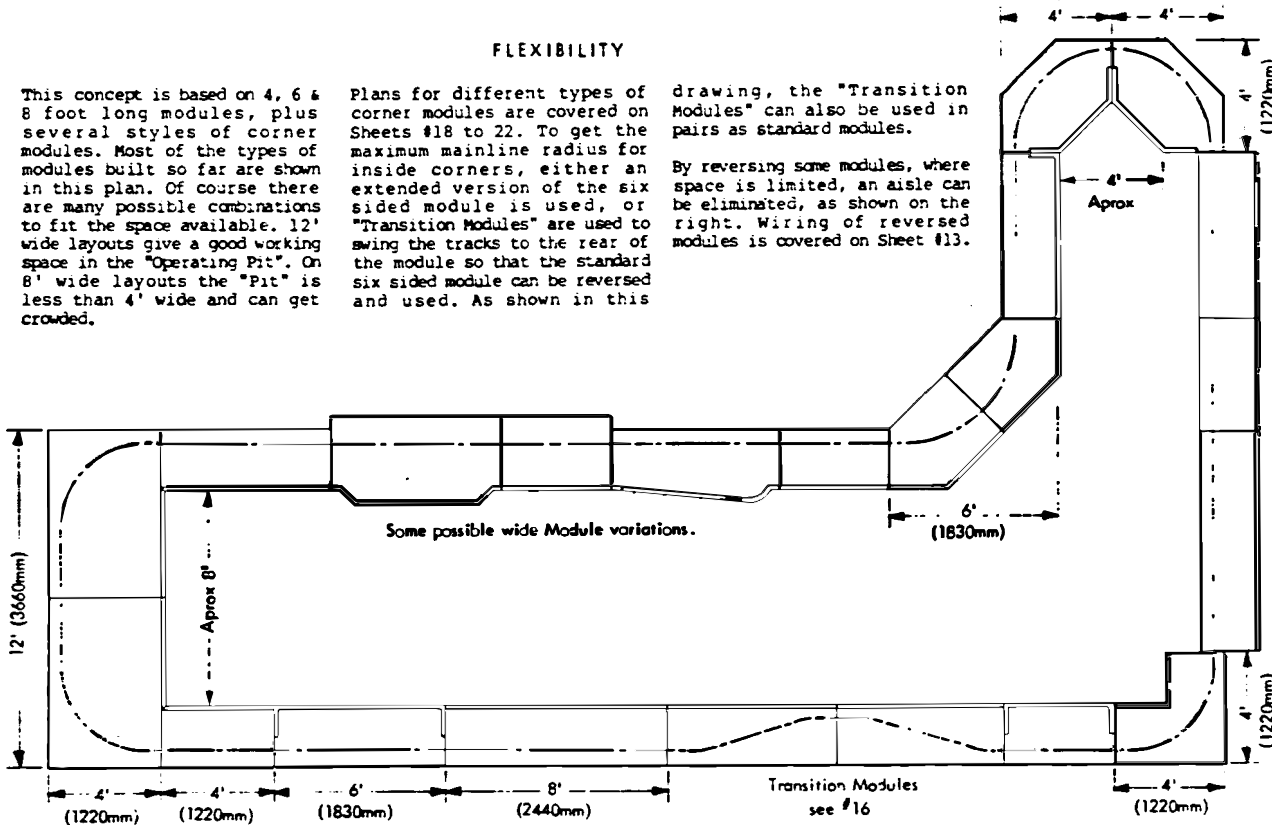 FLEXIBILITY
This concept is based on 4, 6 &
8 foot long modules, plus
several styles of corner
modules. Most of the types of
modules built so far are shown
in this plan. Of course there
are many possible combinations
to fit the space available. 12'
wide layouts give a good working
space in the "Operating Pit". On
8' wide layouts the "Pit" is
less than 4' wide and can get
crowded.
Plans for different types of
corner modules are covered on
Sheets #18 to 22. To get the
maximum mainline radius for
inside corners, either an
extended version of the six
sided module is used, or
"Transition Modules" are used to
swing the tracks to the rear of
the module so that the standard
six sided module can be reversed
and used. As shown in this
drawing, the "Transition
Modules" can also be used in
pairs as standard modules.
By reversing some modules, where
space is limited, an aisle can
be eliminated, as shown on the
right. Wiring of reversed
modules is covered on Sheet #13.
4'
4'
4'
(1220mm)
4'
Aprox
Some possible wide Module variations.
6'
(1830mm)
12' (3660mm)
Aprox 8'
4'
(1220mm)
4'
(1220mm)
4'
(1220mm)
6'
(1830mm)
8'
(2440mm)
Transition Modules
see #16
4'
(1220mm)